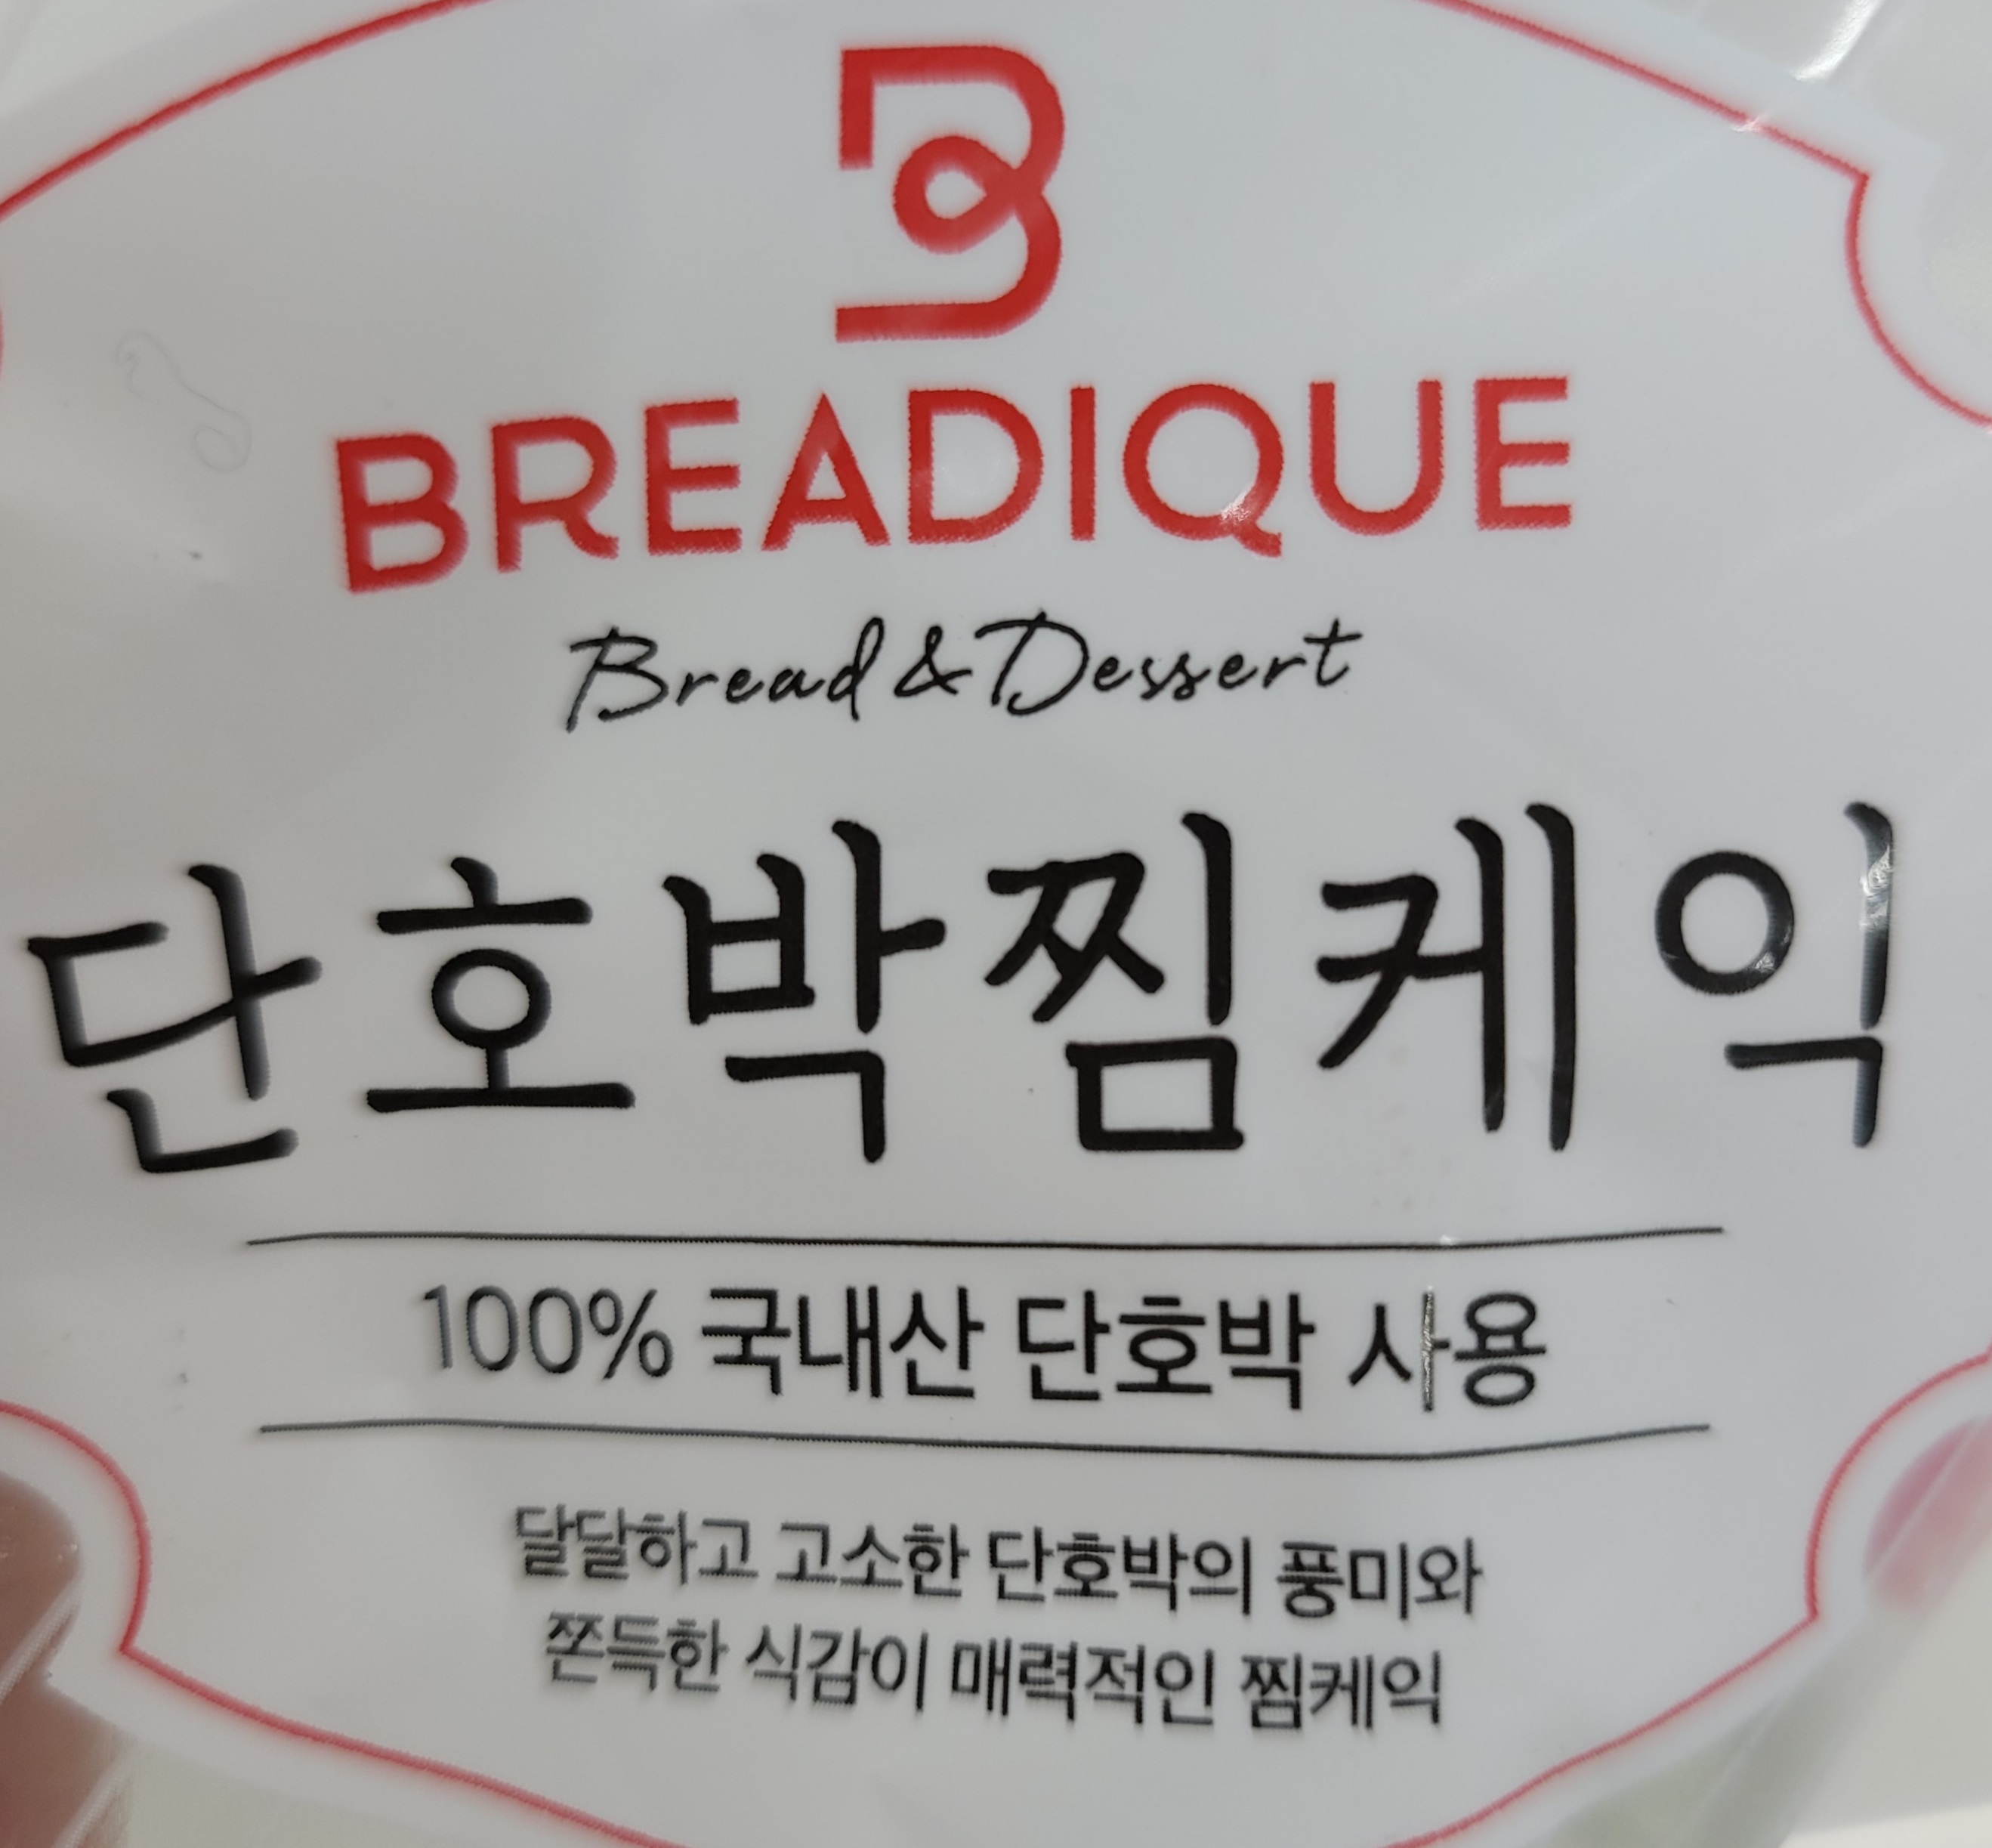 BREADIQUE
Bread & Dessert
단호박찜케익
100% 국내산 단호박 사용
달달하고 고소한 단호박의 풍미와
쫀득한 식감이 매력적인 찜케익